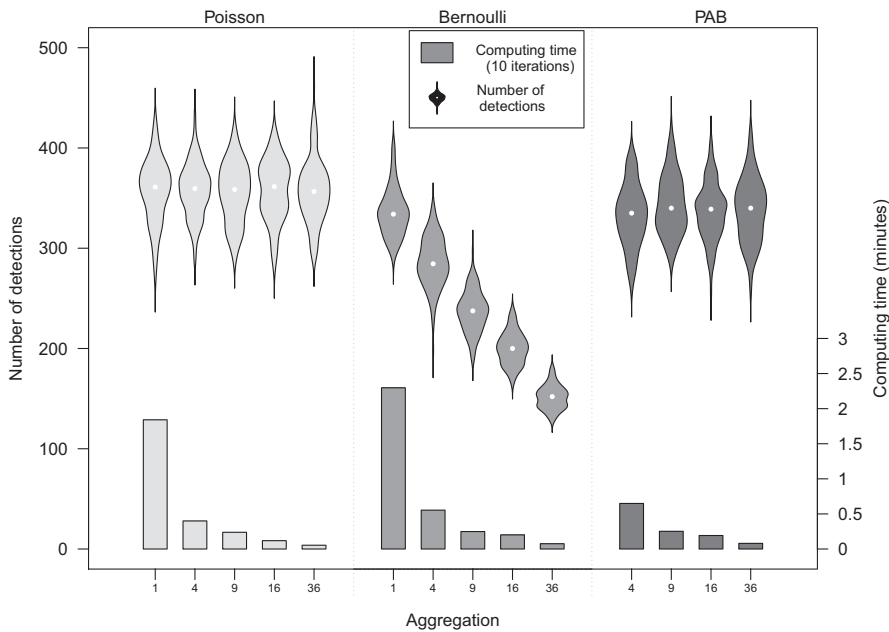 Poisson Bernoulli PAB
Computing time
(10 iterations)
Number of
detections
Number of detections
500
400
300
200
100
0
Computing time (minutes)
3
2.5
2
1.5
1
0.5
0
1 4 9 16 36 1 4 9 16 36 4 9 16 36
Aggregation